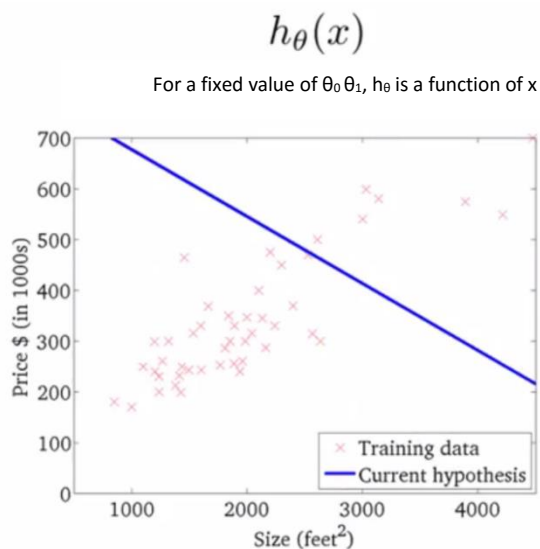 hθ(x)
For a fixed value of θ₀ θ₁, hθ is a function of x
700
600
500
400
300
200
100
0
Price $ (in 1000s)
1000 2000 3000 4000
Size (feet²)
Training data
Current hypothesis